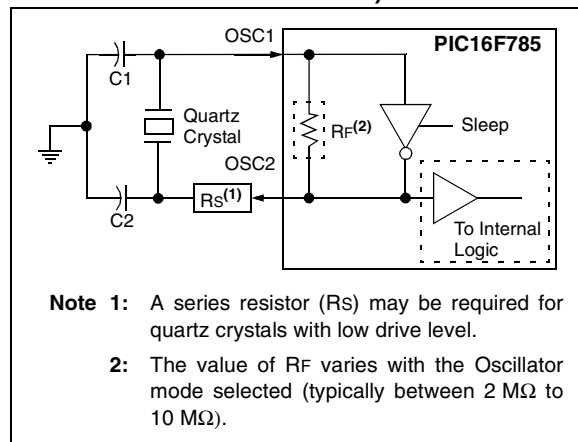 OSC1
PIC16F785
C1
Quartz
Crystal
RF(2)
Sleep
OSC2
RS(1)
C2
To Internal
Logic
Note 1: A series resistor (RS) may be required for
quartz crystals with low drive level.
2: The value of RF varies with the Oscillator
mode selected (typically between 2 MΩ to
10 MΩ).